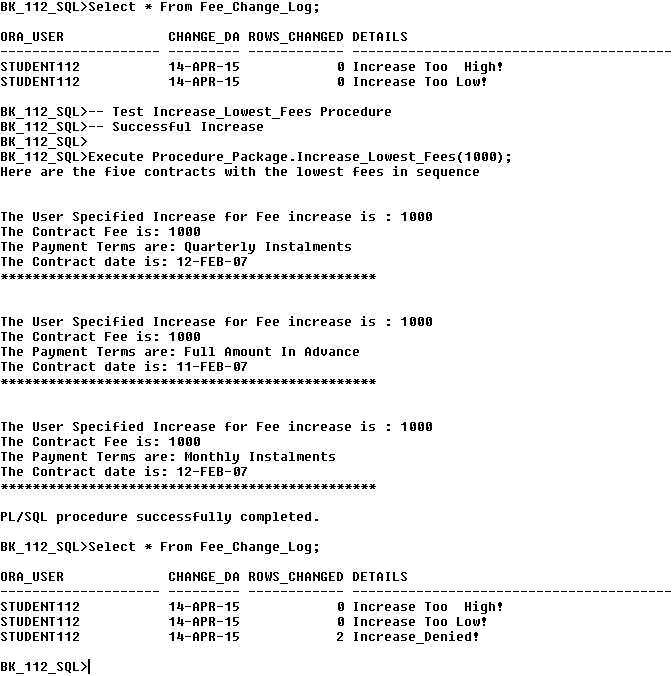 BK_112_SQL>Select * From Fee_Change_Log;
ORA_USER             CHANGE_DA ROWS_CHANGED DETAILS
-------------------- --------- ------------ ----------------------------------------
STUDENT112           14-APR-15            0 Increase Too  High!
STUDENT112           14-APR-15            0 Increase Too Low!
BK_112_SQL>-- Test Increase_Lowest_Fees Procedure
BK_112_SQL>-- Successful Increase
BK_112_SQL>
BK_112_SQL>Execute Procedure_Package.Increase_Lowest_Fees(1000);
Here are the five contracts with the lowest fees in sequence
The User Specified Increase for Fee increase is : 1000
The Contract Fee is: 1000
The Payment Terms are: Quarterly Instalments
The Contract date is: 12-FEB-07
***********************************************
The User Specified Increase for Fee increase is : 1000
The Contract Fee is: 1000
The Payment Terms are: Full Amount In Advance
The Contract date is: 11-FEB-07
***********************************************
The User Specified Increase for Fee increase is : 1000
The Contract Fee is: 1000
The Payment Terms are: Monthly Instalments
The Contract date is: 12-FEB-07
***********************************************
PL/SQL procedure successfully completed.
BK_112_SQL>Select * From Fee_Change_Log;
ORA_USER             CHANGE_DA ROWS_CHANGED DETAILS
-------------------- --------- ------------ ----------------------------------------
STUDENT112           14-APR-15            0 Increase Too  High!
STUDENT112           14-APR-15            0 Increase Too Low!
STUDENT112           14-APR-15            2 Increase_Denied!
BK_112_SQL>